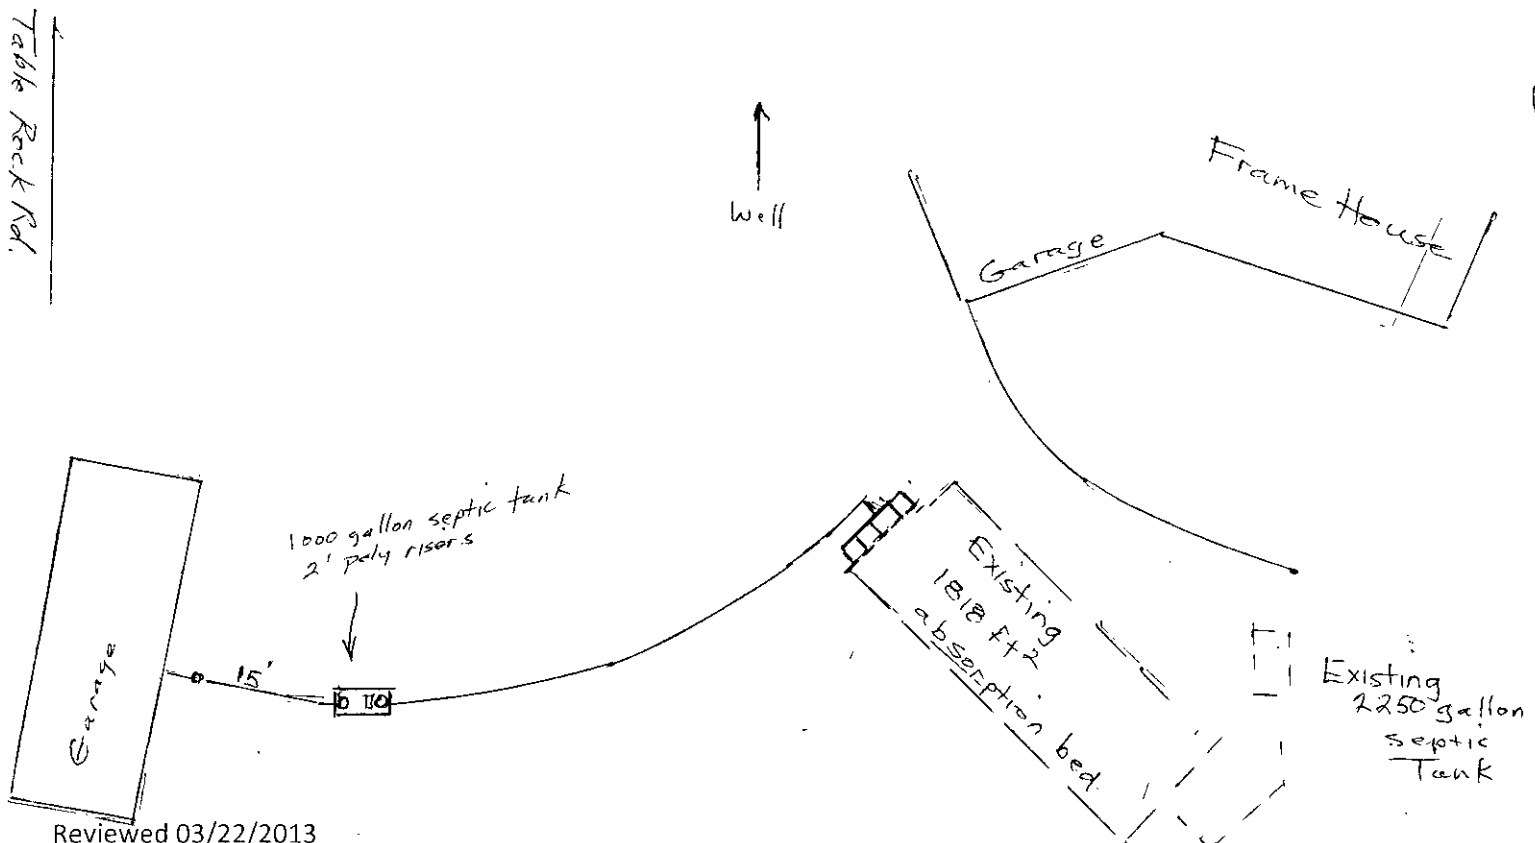 Table Rock Rd.
Well
Garage
Frame House
1000 gallon septic tank
2' poly risers
15'
Garage
Existing
1818 ft2
absorption bed
Existing
2250 gallon
septic
Tank
Reviewed 03/22/2013